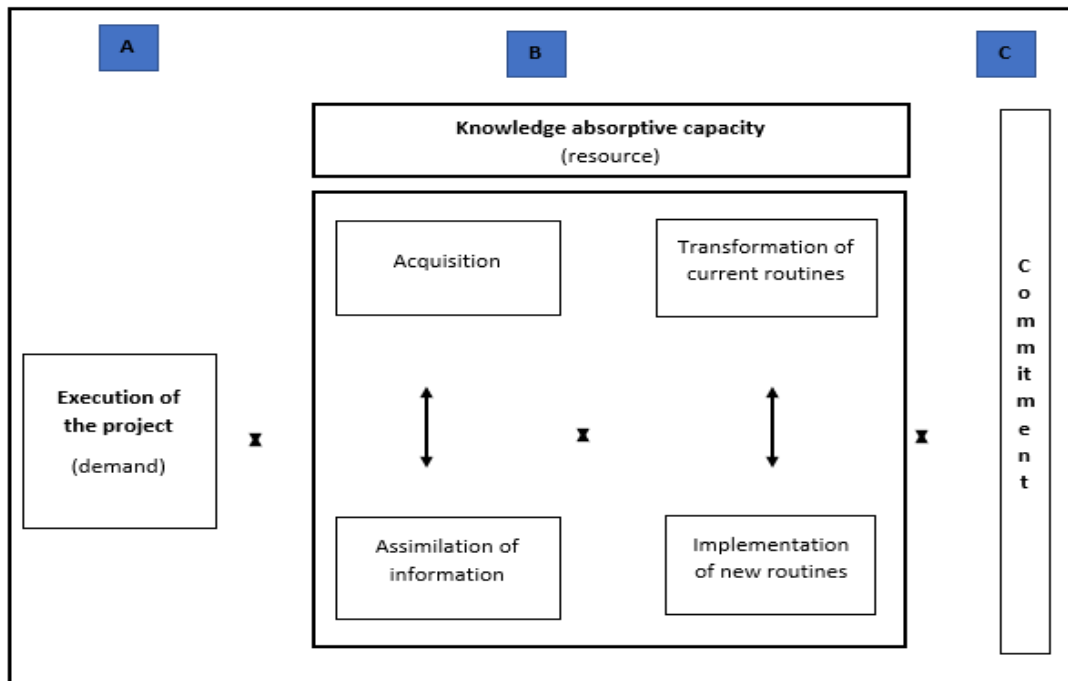 A
B
C
Knowledge absorptive capacity
(resource)
Acquisition
Transformation of
current routines
Execution of
the project
(demand)
Assimilation of
information
Implementation
of new routines
Commitment